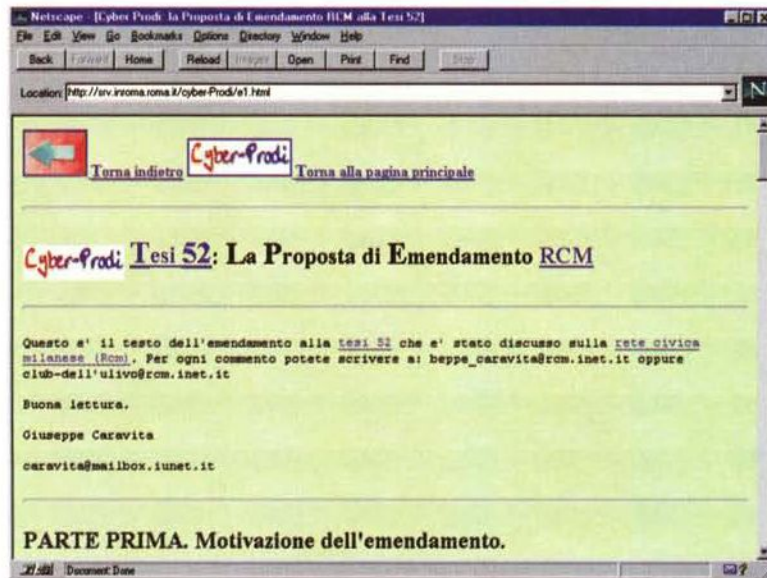 Netscape - [Cyber Prodi: la Proposta di Emendamento RCM alla Tesi 52]
File Edit View Go Bookmarks Options Directory Window Help
Back Forward Home Reload Images Open Print Find Stop
Location: http://srv.inroma.roma.it/cyber-Prodi/e1.html
N
Torna indietro Cyber-Prodi Torna alla pagina principale
Cyber-Prodi Tesi 52: La Proposta di Emendamento RCM
Questo e' il testo dell'emendamento alla tesi 52 che e' stato discusso sulla rete civica
milanese (Rcm). Per ogni commento potete scrivere a: beppe_caravita@rcm.inet.it oppure
club-dell'ulivo@rcm.inet.it
Buona lettura.
Giuseppe Caravita
caravita@mailbox.iunet.it
PARTE PRIMA. Motivazione dell'emendamento.
Document: Done